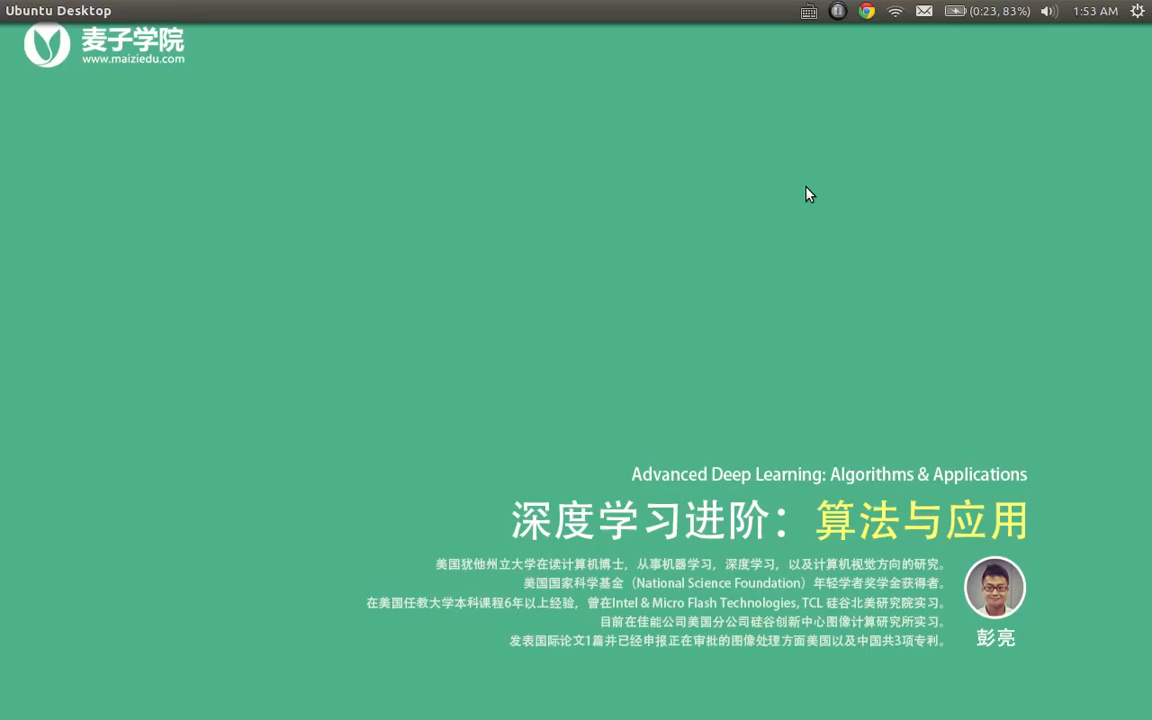 Ubuntu Desktop
(0:23, 83%)
1:53 AM
麦子学院
www.maiziedu.com
Advanced Deep Learning: Algorithms & Applications
深度学习进阶：算法与应用
美国犹他州立大学在读计算机博士，从事机器学习，深度学习，以及计算机视觉方向的研究。
美国国家科学基金（National Science Foundation）年轻学者奖学金获得者。
在美国任教大学本科课程6年以上经验，曾在Intel & Micro Flash Technologies, TCL 硅谷北美研究院实习。
目前在佳能公司美国分公司硅谷创新中心图像计算研究所实习。
发表国际论文1篇并已经申报正在审批的图像处理方面美国以及中国共3项专利。
彭亮